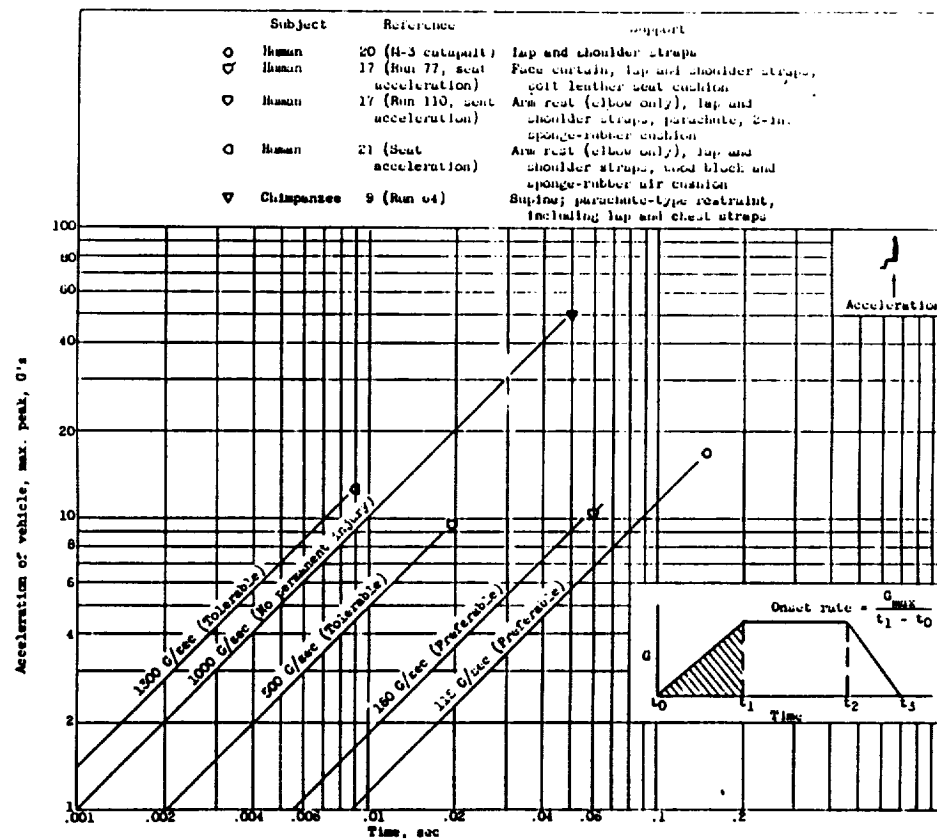 Subject Reference Support
Human 20 (H-3 catapult) Lap and shoulder straps
Human 17 (Run 77, seat Face curtain, lap and shoulder straps,
acceleration) soft leather seat cushion
Human 17 (Run 110, seat Arm rest (elbow only), lap and
acceleration) shoulder straps, parachute, 2-in.
sponge-rubber cushion
Human 21 (Seat Arm rest (elbow only), lap and
acceleration) shoulder straps, wood block and
sponge-rubber air cushion
Chimpanzee 9 (Run 64) Supine; parachute-type restraint,
including lap and chest straps
Acceleration of vehicle, max. peak, G's
100
80
60
40
20
10
8
6
4
2
1
Acceleration
1300 G/sec (Tolerable)
1000 G/sec (No permanent injury)
500 G/sec (Tolerable)
160 G/sec (Preferable)
115 G/sec (Preferable)
Onset rate = Gmax / t1 - t0
G
t0 t1 t2 t3
Time
.001 .002 .004 .006 .008 .01 .02 .04 .06 .1 .2
Time, sec